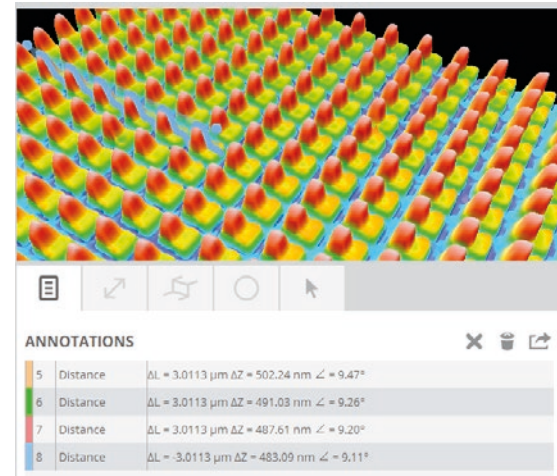 ANNOTATIONS
5 Distance ΔL = 3.0113 µm ΔZ = 502.24 nm ∠ = 9.47°
6 Distance ΔL = 3.0113 µm ΔZ = 491.03 nm ∠ = 9.26°
7 Distance ΔL = 3.0113 µm ΔZ = 487.61 nm ∠ = 9.20°
8 Distance ΔL = -3.0113 µm ΔZ = 483.09 nm ∠ = 9.11°